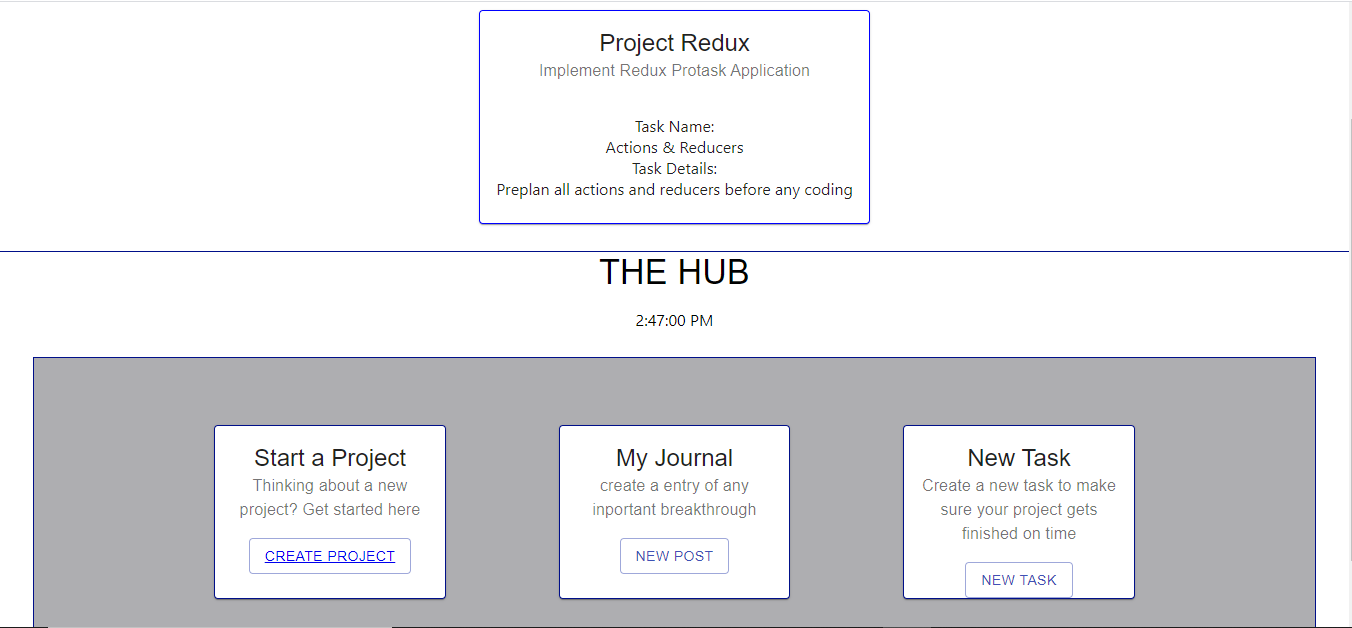 Project Redux
Implement Redux Protask Application
Task Name:
Actions & Reducers
Task Details:
Preplan all actions and reducers before any coding
THE HUB
2:47:00 PM
Start a Project
Thinking about a new
project? Get started here
CREATE PROJECT
My Journal
create a entry of any
inportant breakthrough
NEW POST
New Task
Create a new task to make
sure your project gets
finished on time
NEW TASK